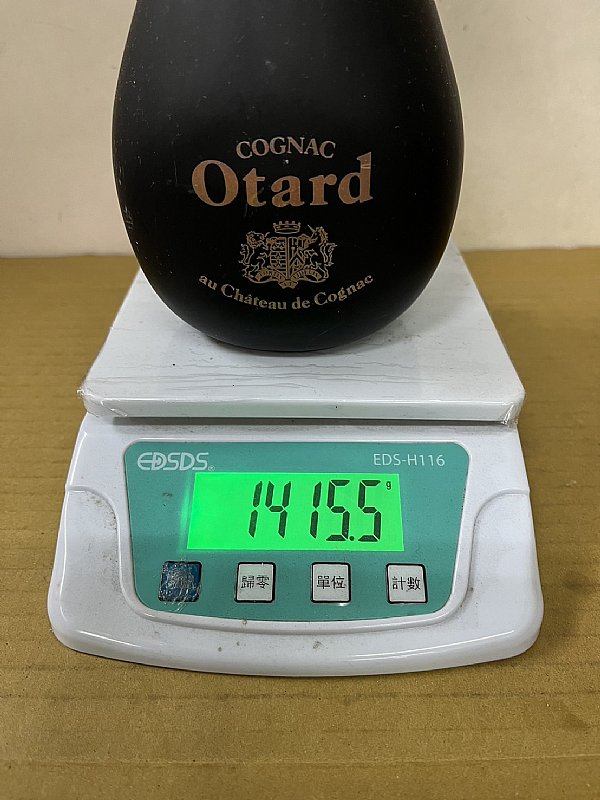 COGNAC
Otard
au Château de Cognac
EDSDS®
EDS-H116
1415.5 g
歸零
單位
計數